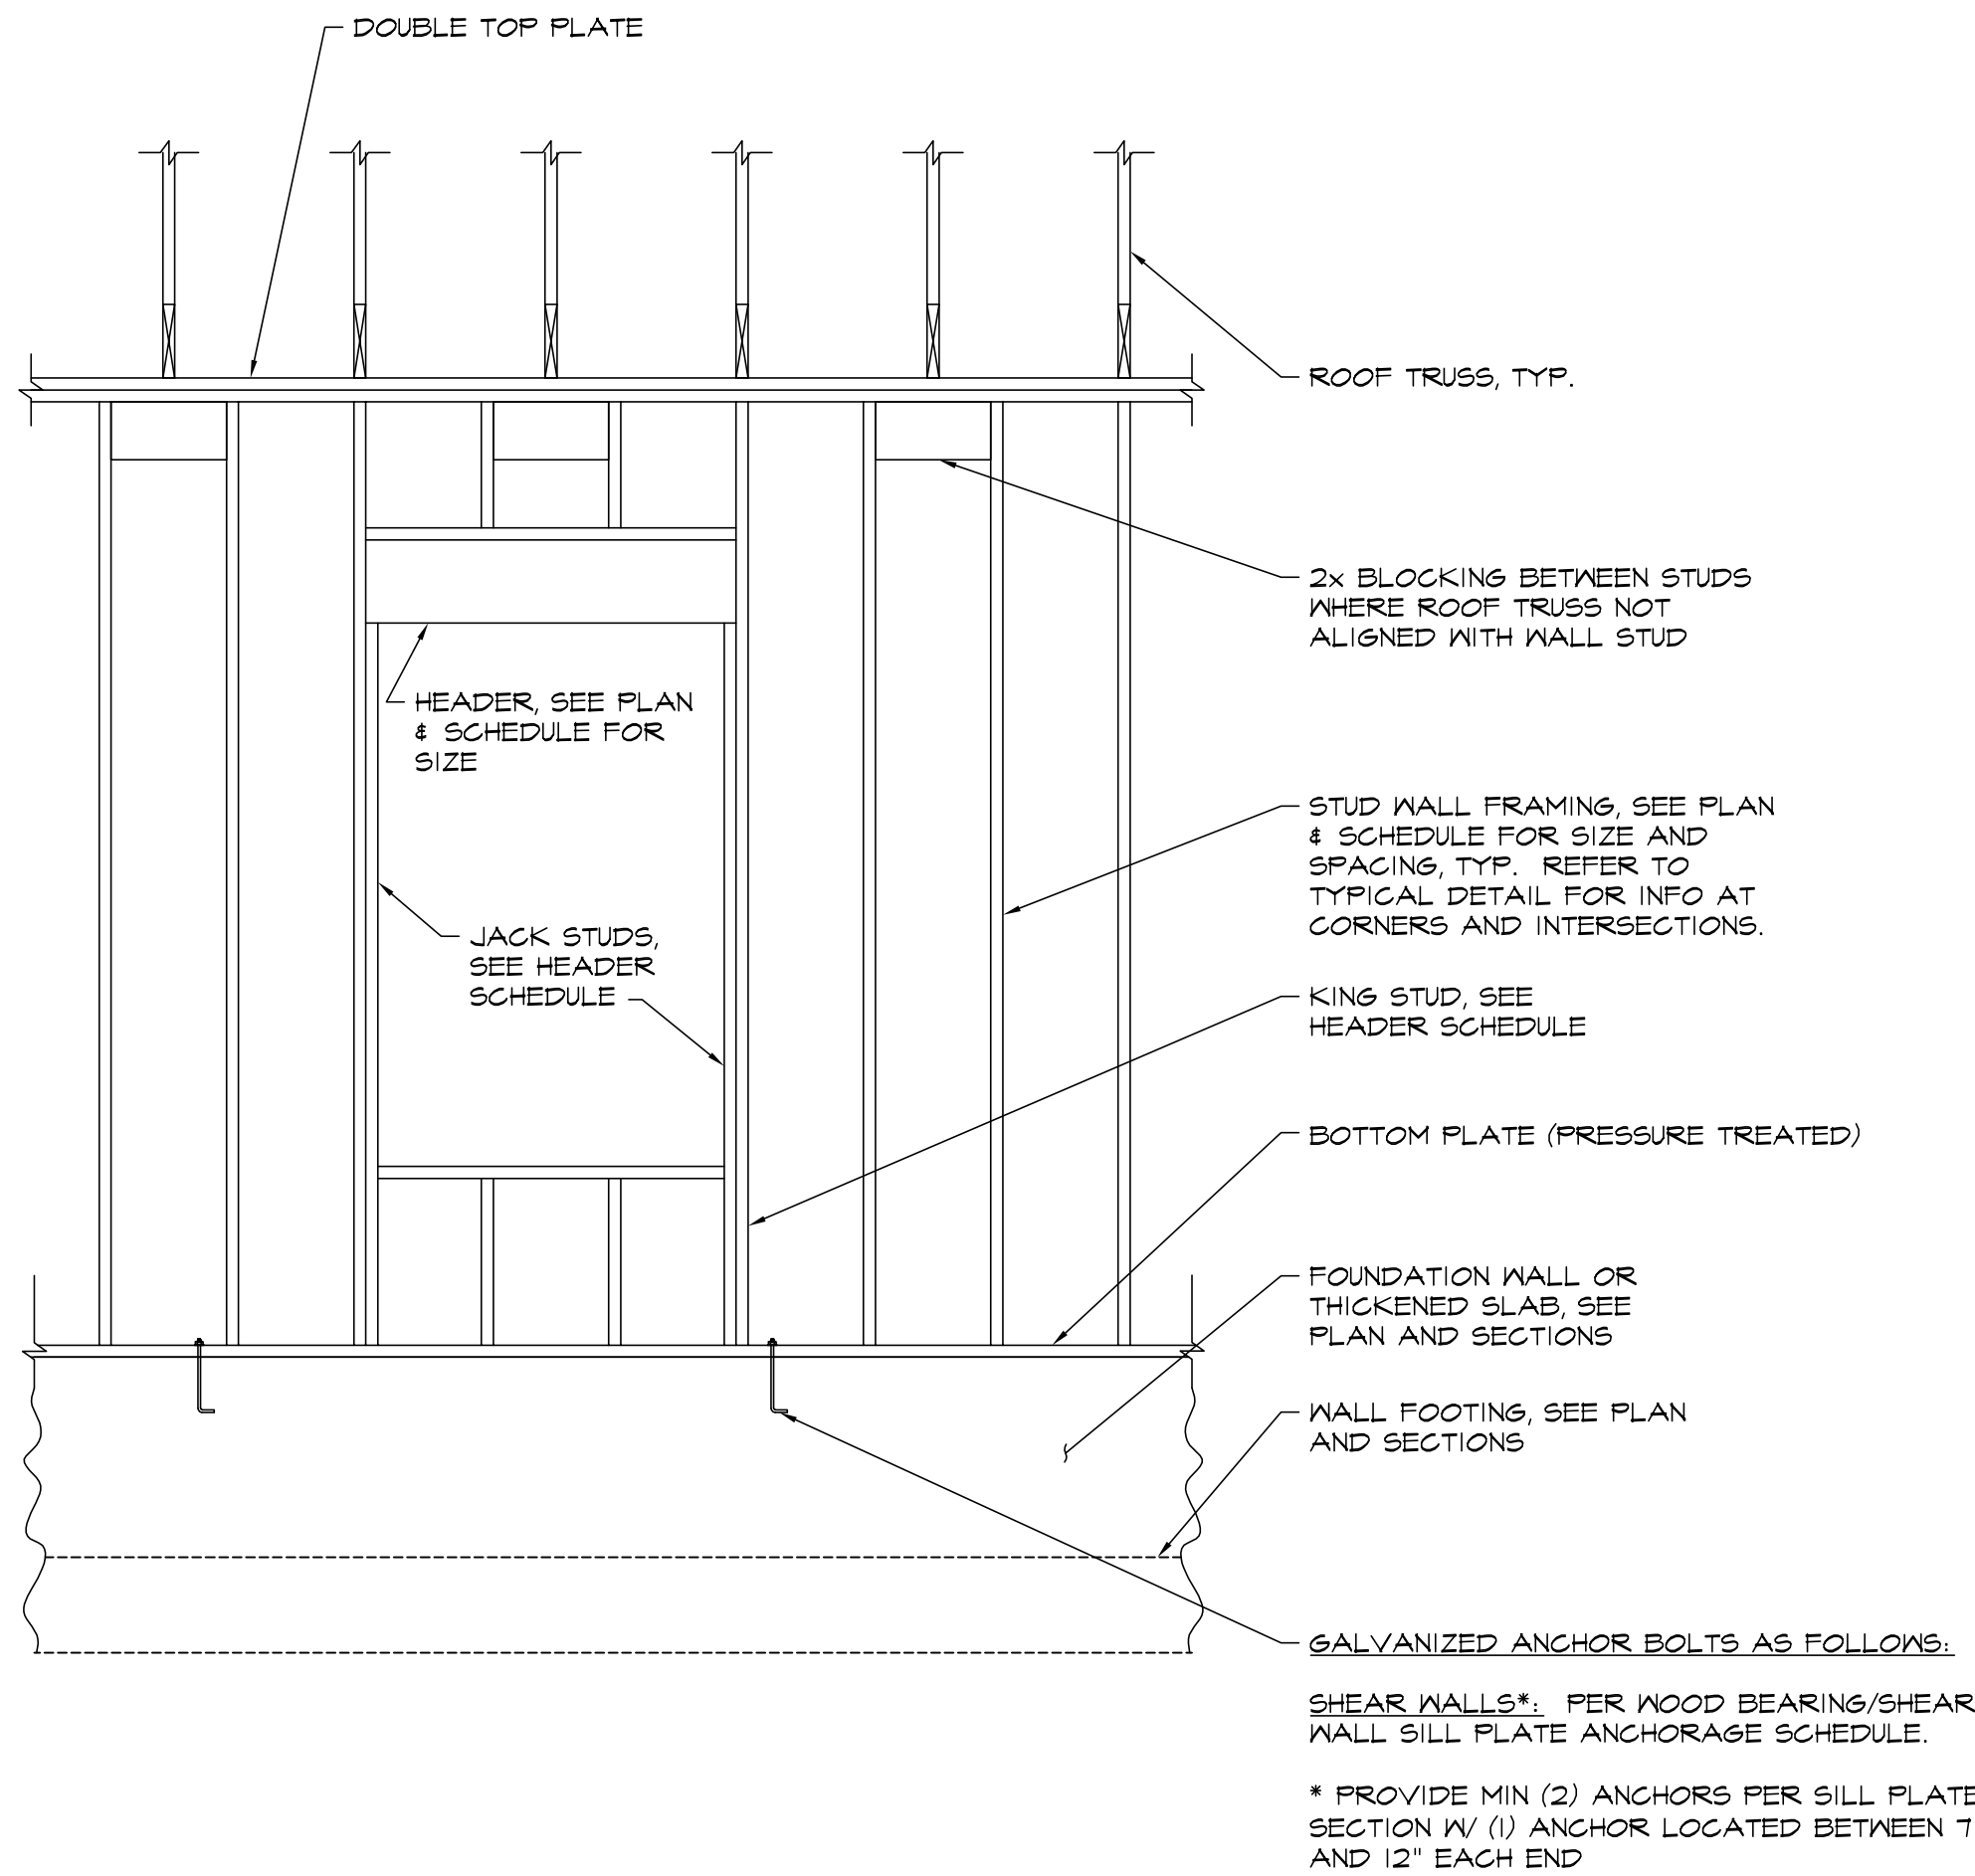 DOUBLE TOP PLATE
ROOF TRUSS, TYP.
2x BLOCKING BETWEEN STUDS
WHERE ROOF TRUSS NOT
ALIGNED WITH WALL STUD
HEADER, SEE PLAN
& SCHEDULE FOR
SIZE
STUD WALL FRAMING, SEE PLAN
& SCHEDULE FOR SIZE AND
SPACING, TYP. REFER TO
TYPICAL DETAIL FOR INFO AT
CORNERS AND INTERSECTIONS.
JACK STUDS,
SEE HEADER
SCHEDULE
KING STUD, SEE
HEADER SCHEDULE
BOTTOM PLATE (PRESSURE TREATED)
FOUNDATION WALL OR
THICKENED SLAB, SEE
PLAN AND SECTIONS
WALL FOOTING, SEE PLAN
AND SECTIONS
GALVANIZED ANCHOR BOLTS AS FOLLOWS:
SHEAR WALLS*: PER WOOD BEARING/SHEAR
WALL SILL PLATE ANCHORAGE SCHEDULE.
* PROVIDE MIN (2) ANCHORS PER SILL PLATE
SECTION W/ (1) ANCHOR LOCATED BETWEEN 7
AND 12" EACH END